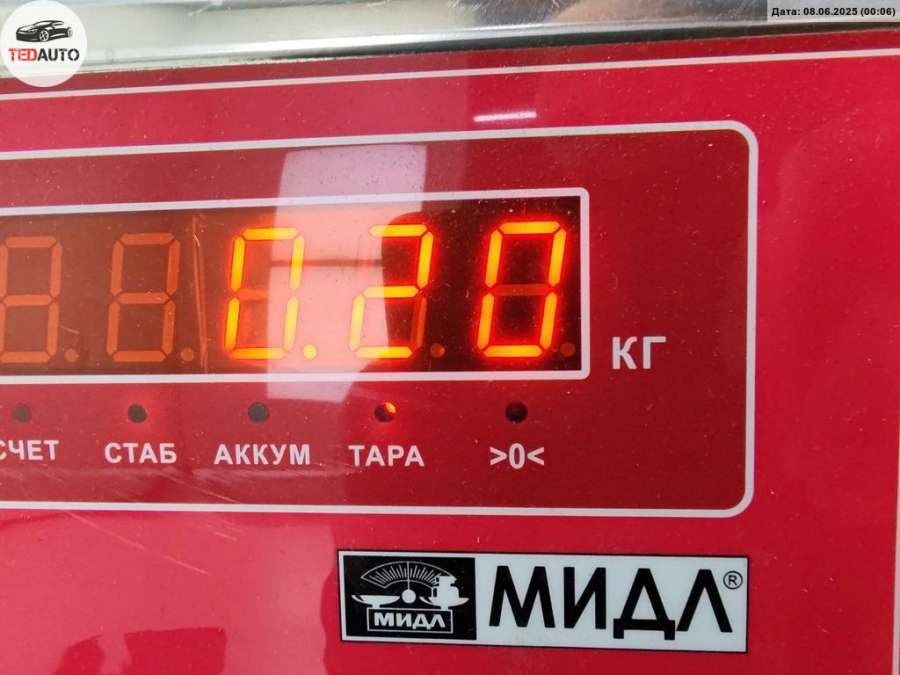 TEDAUTO
Дата: 08.06.2025 (00:06)
0.20
КГ
СЧЕТ СТАБ АККУМ ТАРА >0<
МИДЛ МИДЛ®